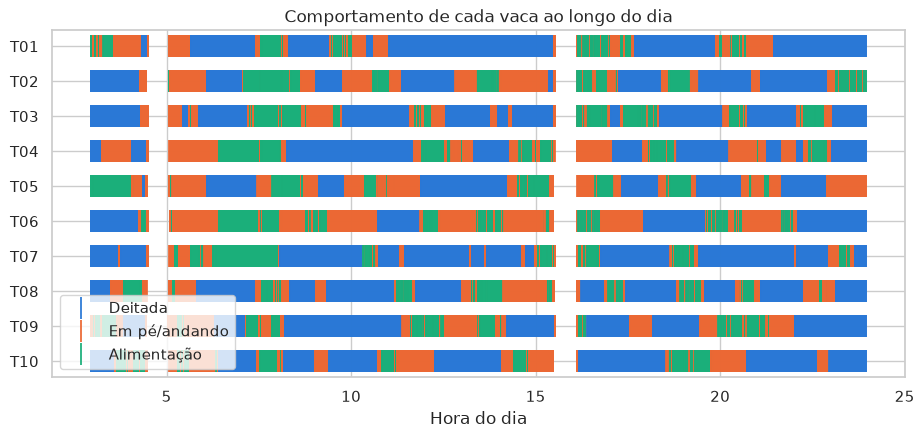 Comportamento de cada vaca ao longo do dia
T01
T02
T03
T04
T05
T06
T07
T08
T09
T10
Deitada
Em pé/andando
Alimentação
5 10 15 20 25
Hora do dia